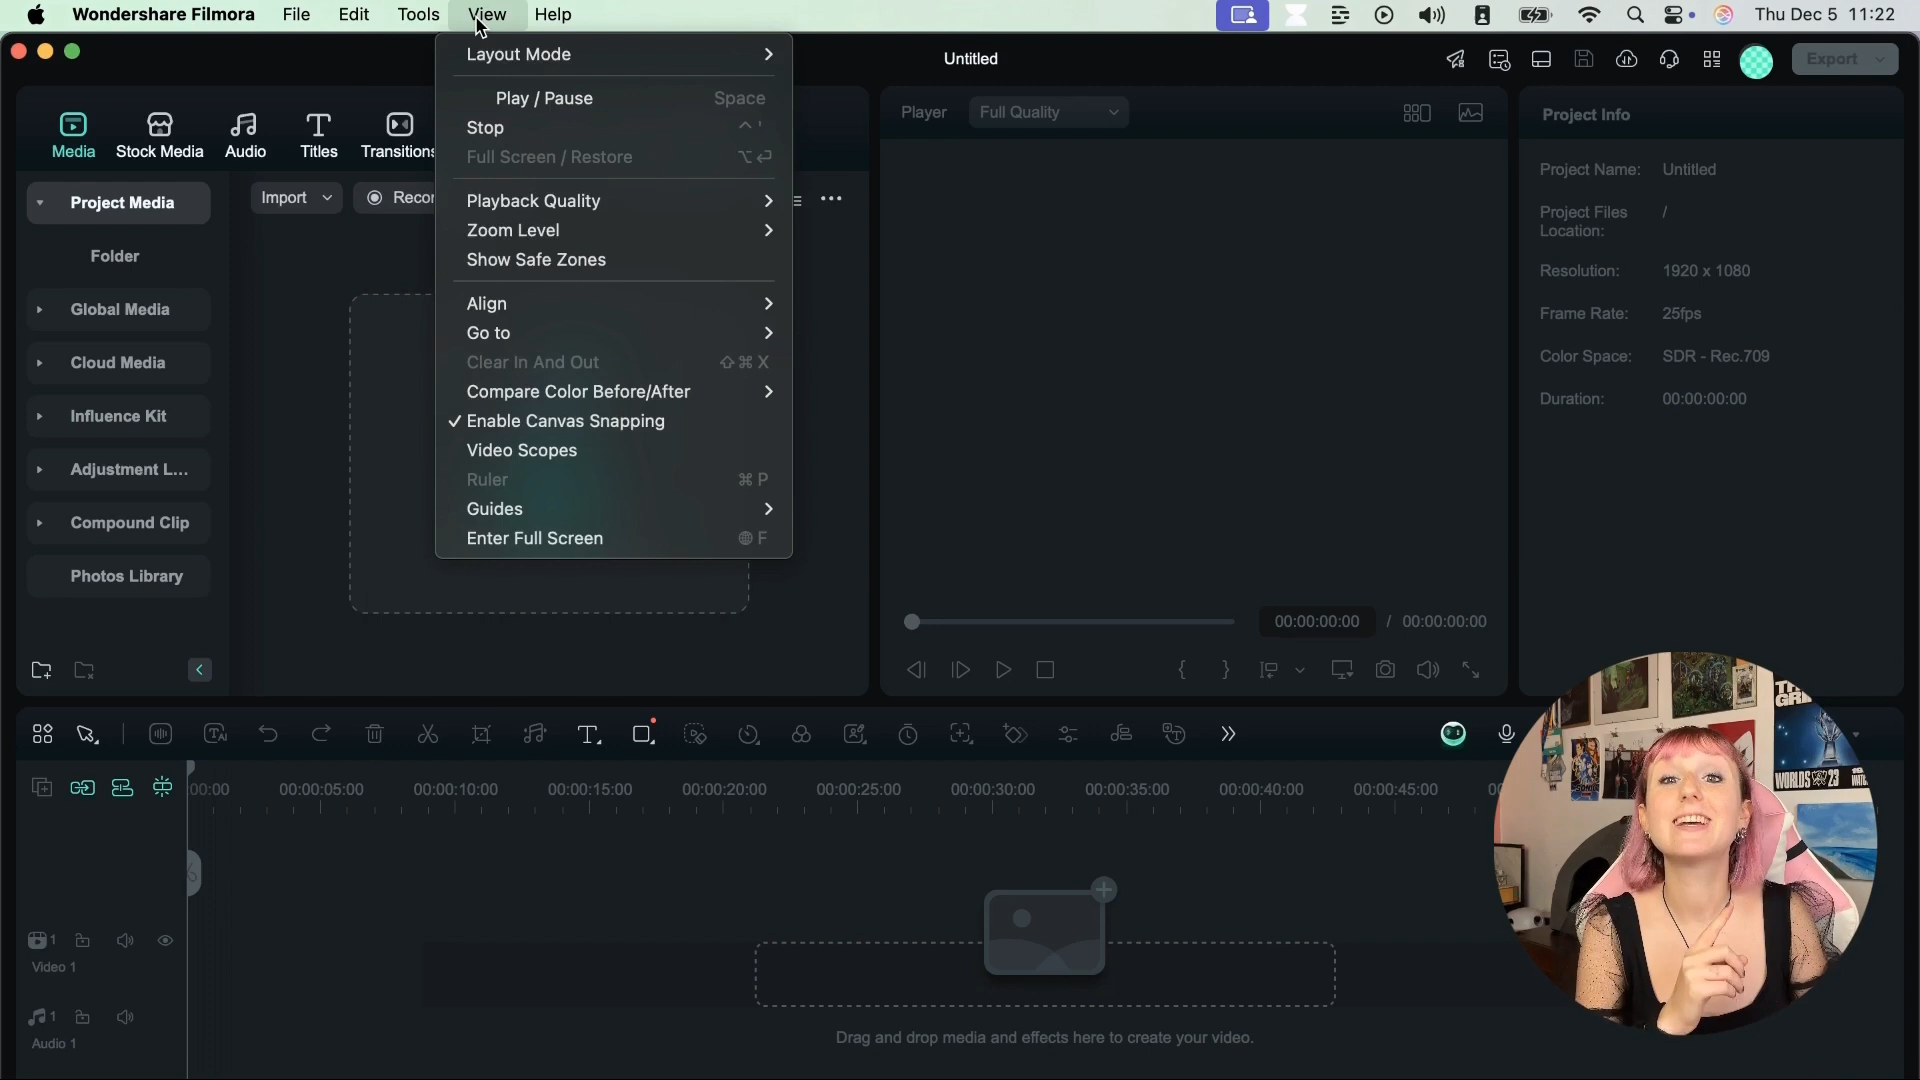 Wondershare Filmora File Edit Tools View Help
Thu Dec 5 11:22
Untitled
Export
Layout Mode
Play / Pause Space
Stop ^ '
Full Screen / Restore ⌥↩
Playback Quality
Zoom Level
Show Safe Zones
Align
Go to
Clear In And Out ⇧⌘ X
Compare Color Before/After
✓ Enable Canvas Snapping
Video Scopes
Ruler ⌘ P
Guides
Enter Full Screen F
Media Stock Media Audio Titles Transitions
Import
Recor
Project Media
Folder
Global Media
Cloud Media
Influence Kit
Adjustment L...
Compound Clip
Photos Library
Player Full Quality
00:00:00:00 / 00:00:00:00
Project Info
Project Name: Untitled
Project Files Location: /
Resolution: 1920 x 1080
Frame Rate: 25fps
Color Space: SDR - Rec.709
Duration: 00:00:00:00
00:00 00:00:05:00 00:00:10:00 00:00:15:00 00:00:20:00 00:00:25:00 00:00:30:00 00:00:35:00 00:00:40:00 00:00:45:00
1
Video 1
1
Audio 1
Drag and drop media and effects here to create your video.
WORLDS 23